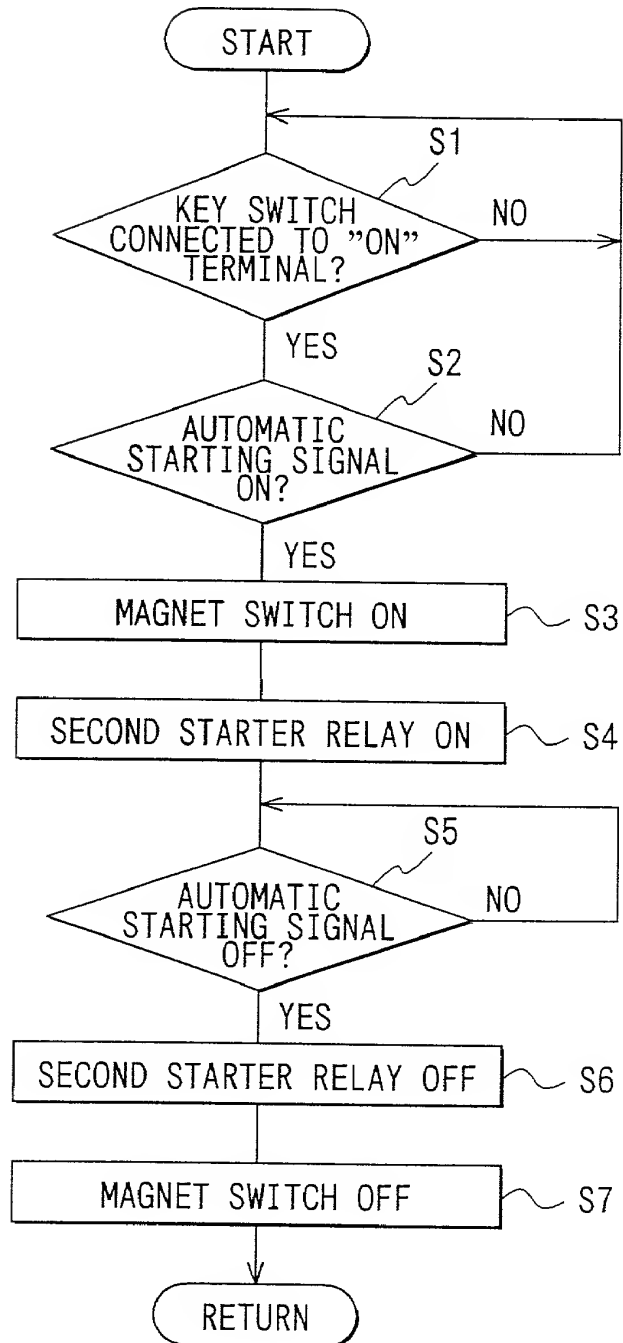 START
S1
KEY SWITCH
CONNECTED TO ”ON”
TERMINAL?
NO
YES
S2
AUTOMATIC
STARTING SIGNAL
ON?
NO
YES
MAGNET SWITCH ON
S3
SECOND STARTER RELAY ON
S4
S5
AUTOMATIC
STARTING SIGNAL
OFF?
NO
YES
SECOND STARTER RELAY OFF
S6
MAGNET SWITCH OFF
S7
RETURN